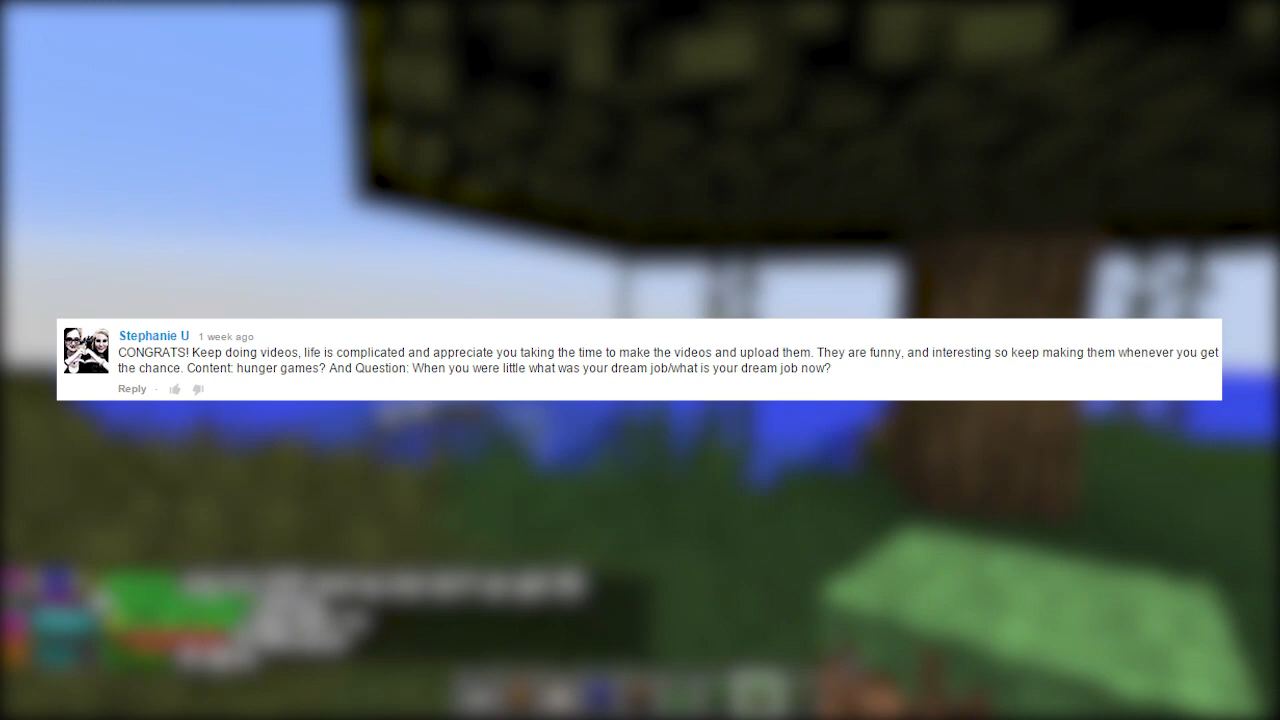 Stephanie U 1 week ago
CONGRATS! Keep doing videos, life is complicated and appreciate you taking the time to make the videos and upload them. They are funny, and interesting so keep making them whenever you get
the chance. Content: hunger games? And Question: When you were little what was your dream job/what is your dream job now?
Reply ·